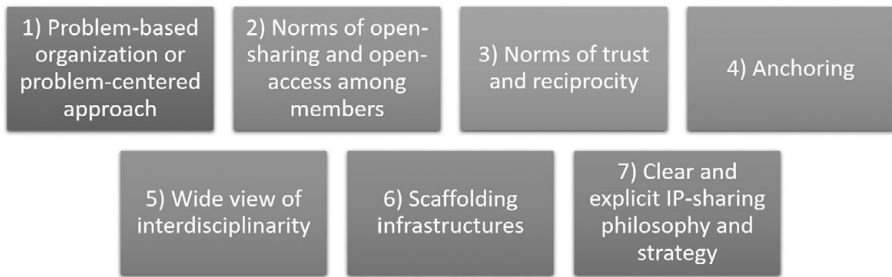 1) Problem-based
organization or
problem-centered
approach
2) Norms of open-
sharing and open-
access among
members
3) Norms of trust
and reciprocity
4) Anchoring
5) Wide view of
interdisciplinarity
6) Scaffolding
infrastructures
7) Clear and
explicit IP-sharing
philosophy and
strategy